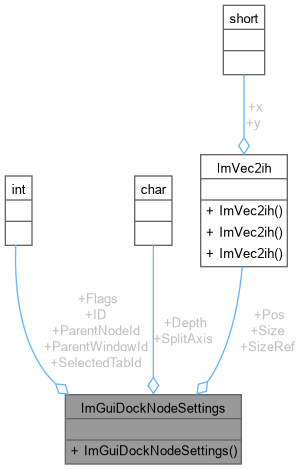 short
+x
+y
ImVec2ih
+ ImVec2ih()
+ ImVec2ih()
+ ImVec2ih()
int
char
+Flags
+ID
+ParentNodeId
+ParentWindowId
+SelectedTabId
+Depth
+SplitAxis
+Pos
+Size
+SizeRef
ImGuiDockNodeSettings
+ ImGuiDockNodeSettings()